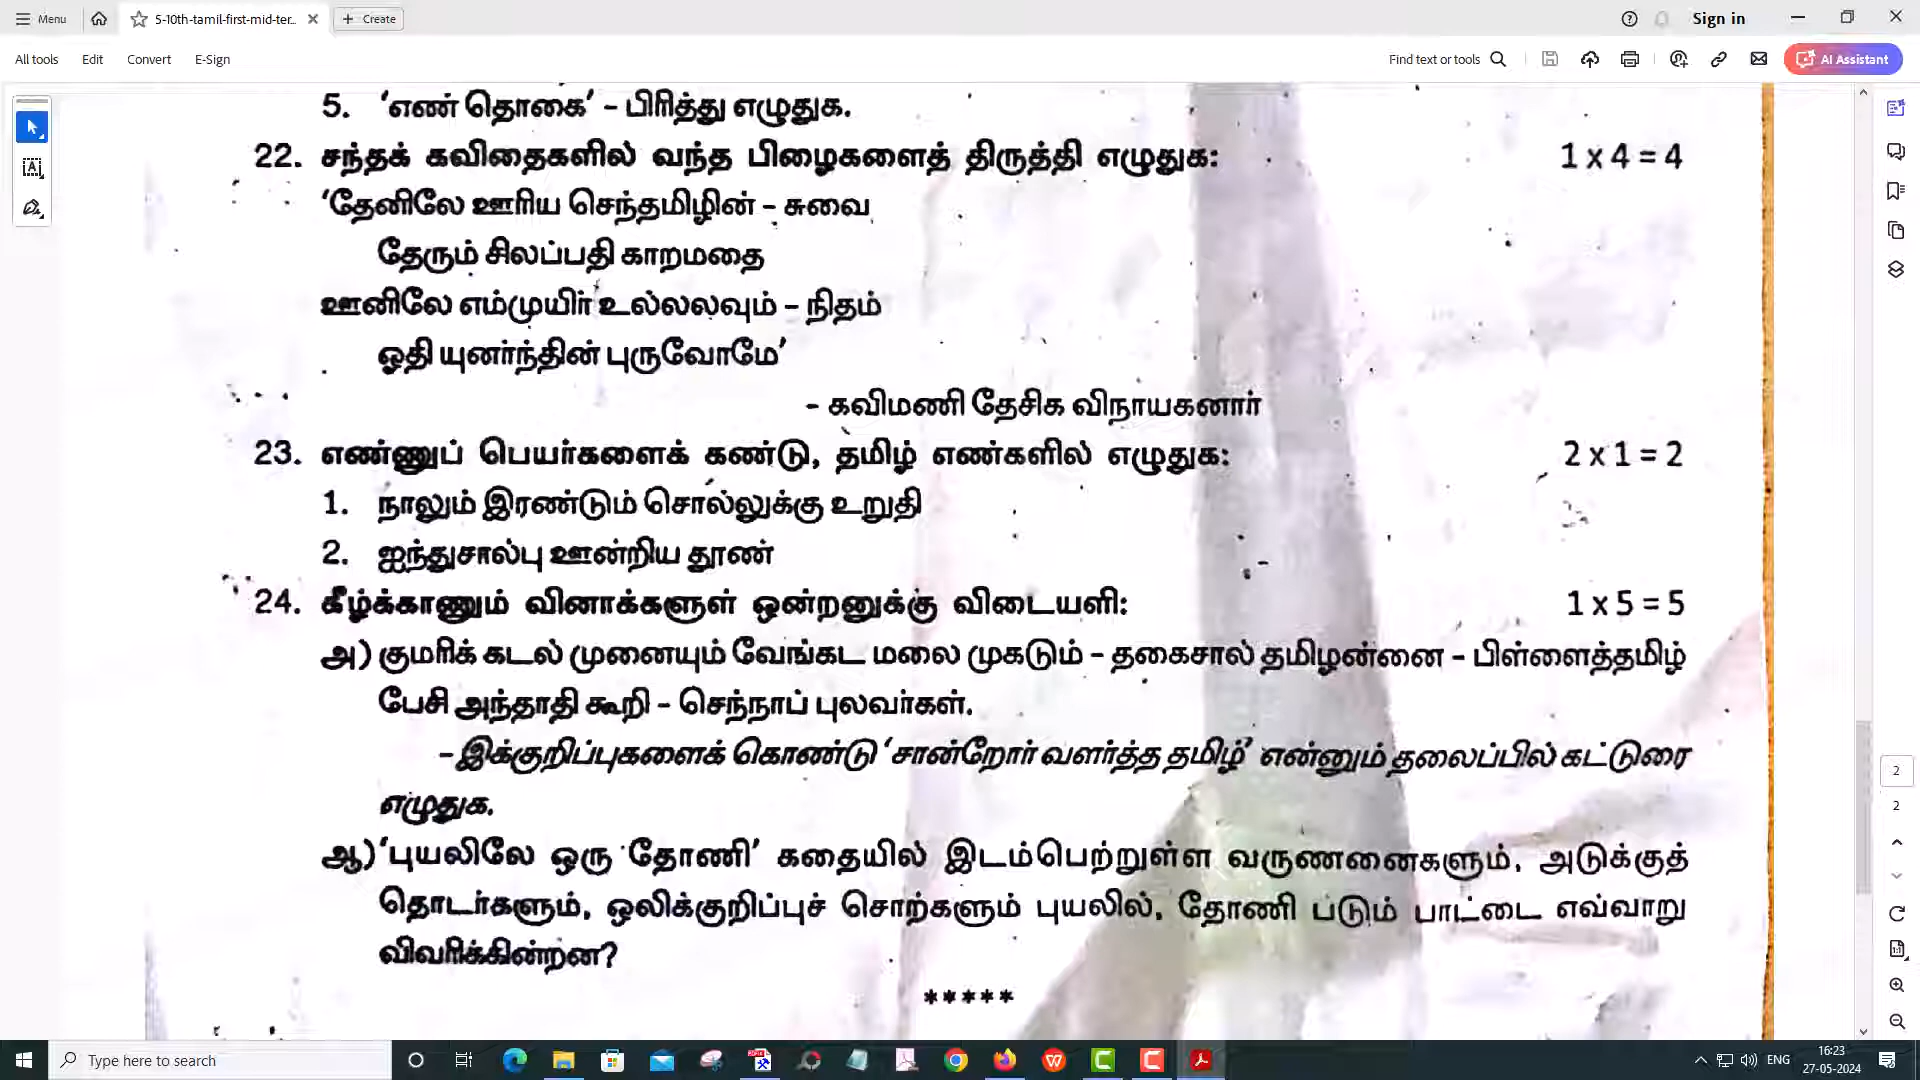 Menu
5-10th-tamil-first-mid-ter...
Create
Sign in
All tools
Edit
Convert
E-Sign
Find text or tools
AI Assistant
5. ‘எண் தொகை’ – பிரித்து எழுதுக.
22. சந்தக் கவிதைகளில் வந்த பிழைகளைத் திருத்தி எழுதுக: 1 x 4 = 4
‘தேனிலே ஊரிய செந்தமிழின் – சுவை
தேரும் சிலப்பதி காறமதை
ஊனிலே எம்முயிர் உல்லலவும் – நிதம்
ஓதி யுனர்ந்தின் புருவோமே’
– கவிமணி தேசிக விநாயகனார்
23. எண்ணுப் பெயர்களைக் கண்டு, தமிழ் எண்களில் எழுதுக: 2 x 1 = 2
1. நாலும் இரண்டும் சொல்லுக்கு உறுதி
2. ஐந்துசால்பு ஊன்றிய தூண்
24. கீழ்க்காணும் வினாக்களுள் ஒன்றனுக்கு விடையளி: 1 x 5 = 5
அ) குமரிக் கடல் முனையும் வேங்கட மலை முகடும் – தகைசால் தமிழன்னை – பிள்ளைத்தமிழ்
பேசி அந்தாதி கூறி – செந்நாப் புலவர்கள்.
– இக்குறிப்புகளைக் கொண்டு ‘சான்றோர் வளர்த்த தமிழ்’ என்னும் தலைப்பில் கட்டுரை
எழுதுக.
ஆ) ‘புயலிலே ஒரு தோணி’ கதையில் இடம்பெற்றுள்ள வருணனைகளும், அடுக்குத்
தொடர்களும், ஒலிக்குறிப்புச் சொற்களும் புயலில், தோணி படும் பாட்டை எவ்வாறு
விவரிக்கின்றன?
*****
2
2
Type here to search
ENG
16:23
27-05-2024